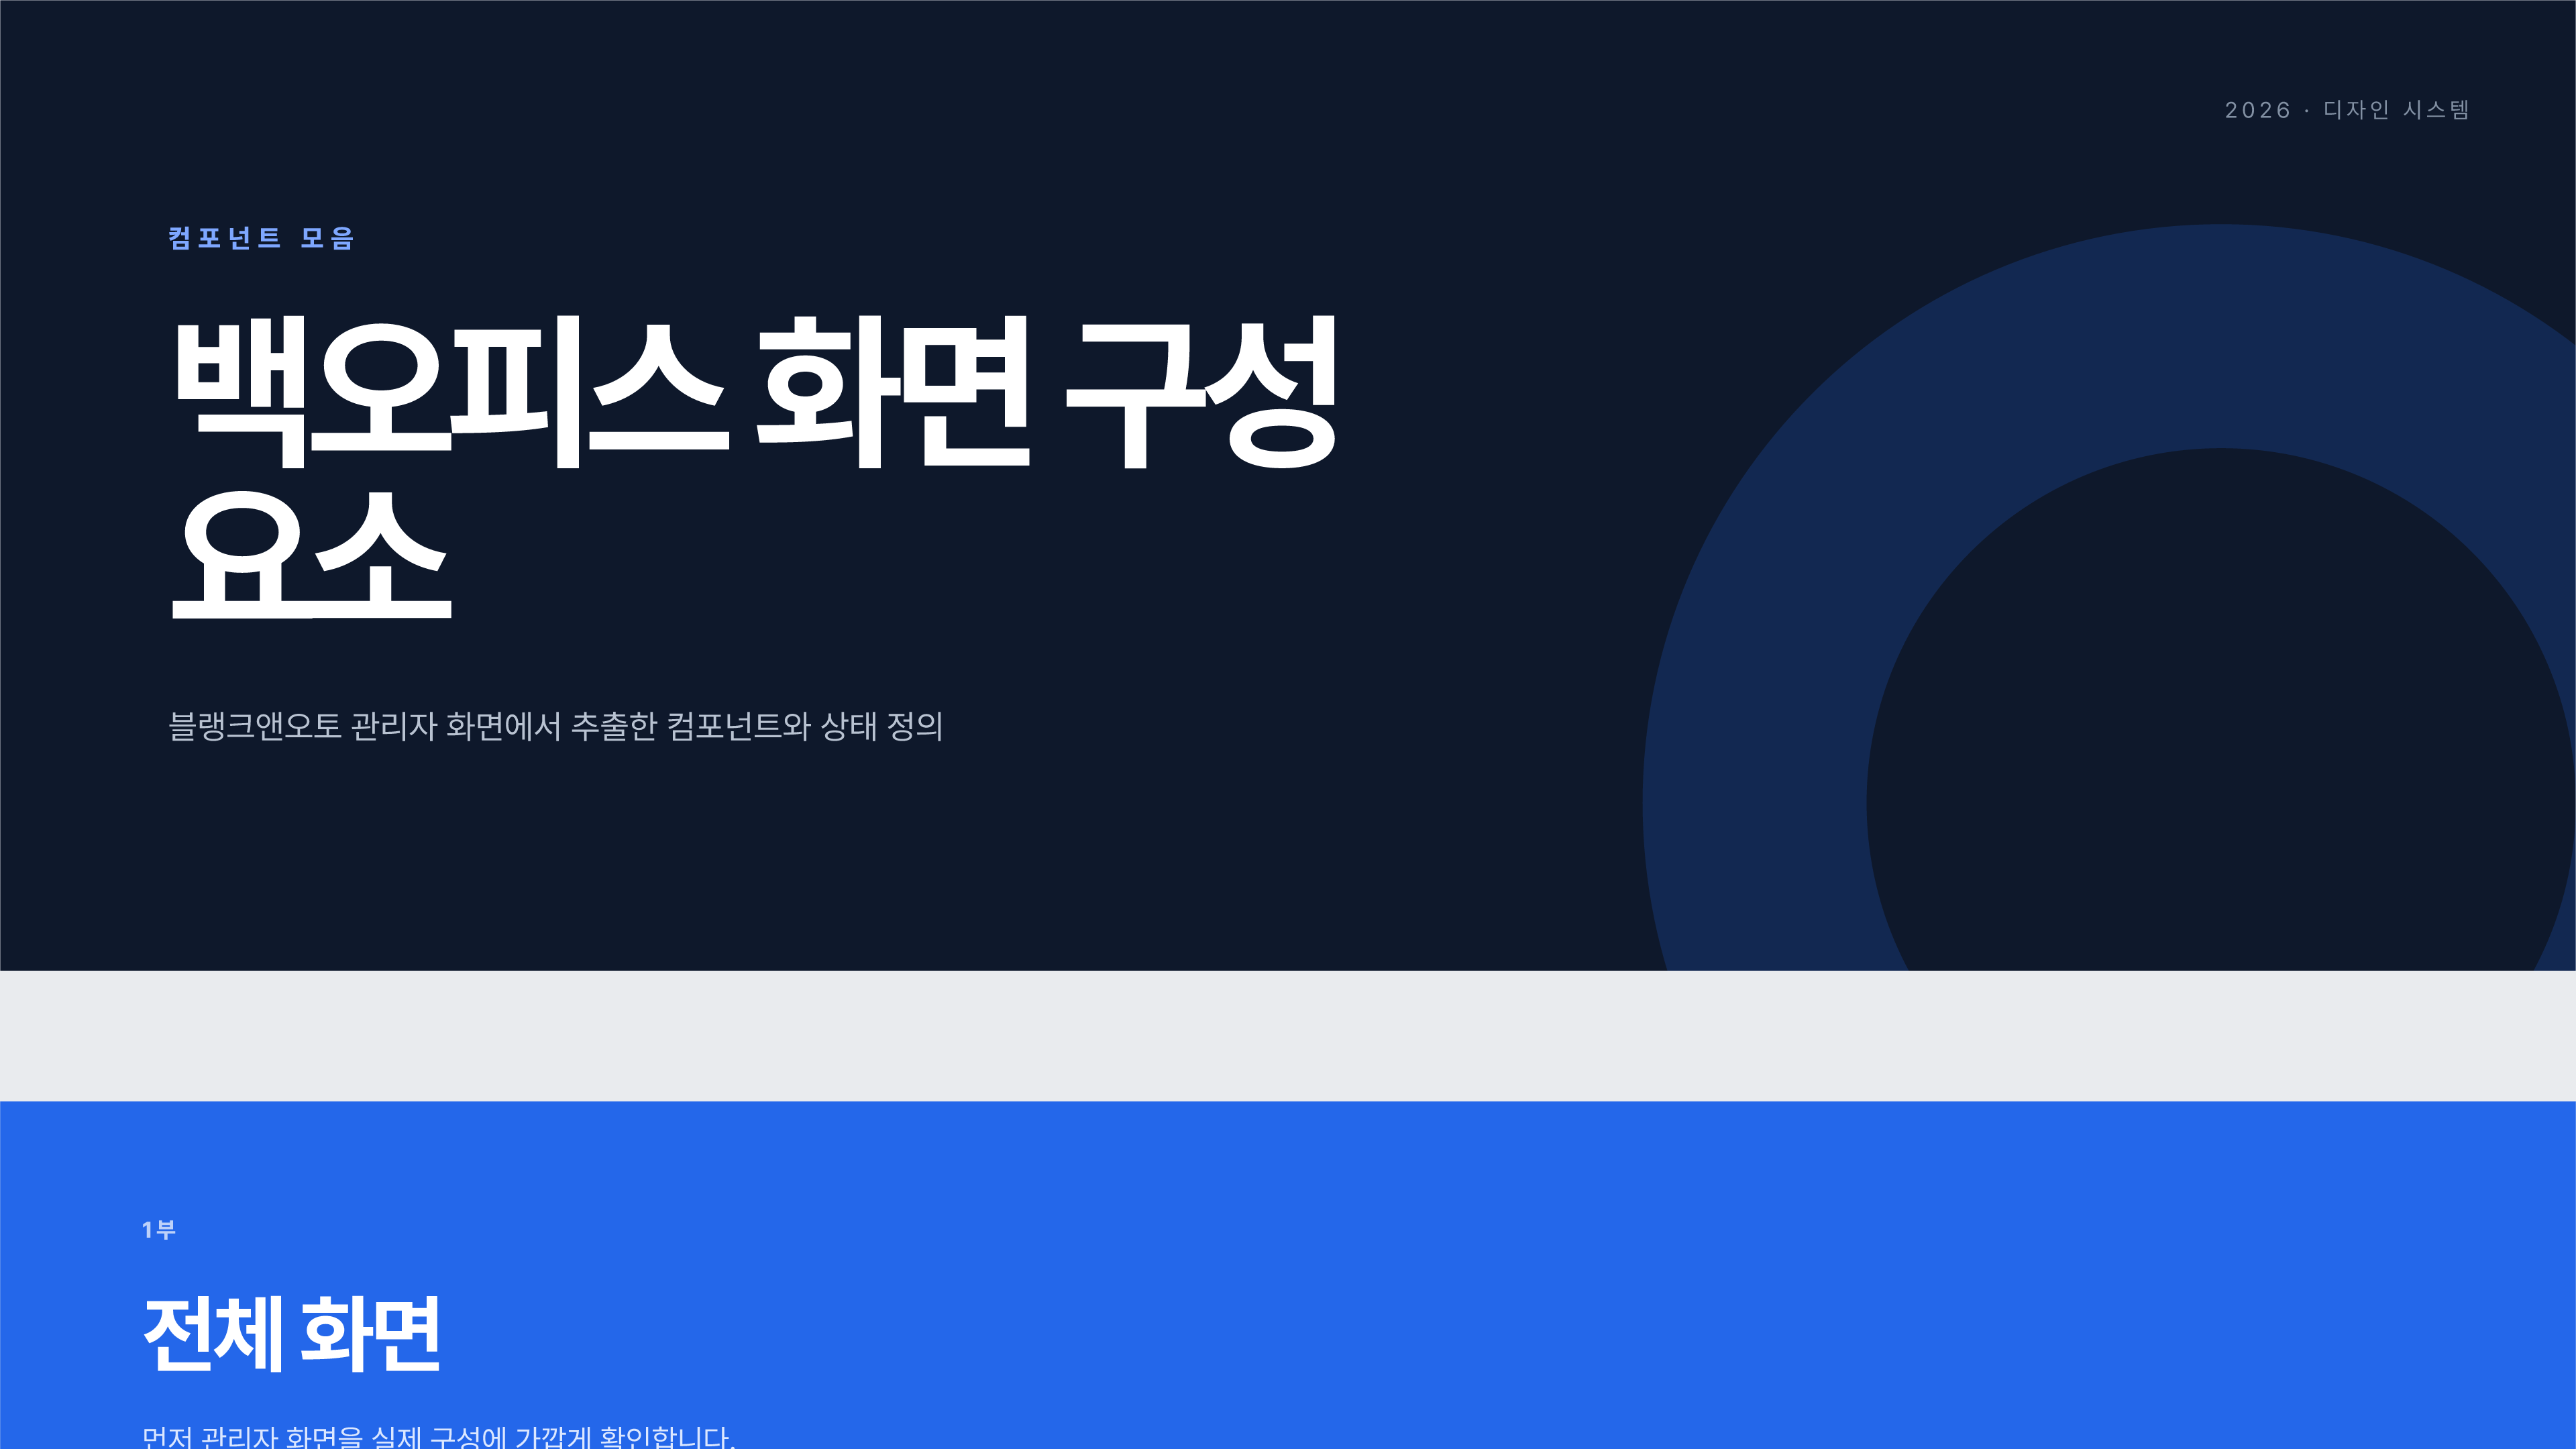 2026 · 디자인 시스템
컴포넌트 모음
백오피스 화면 구성
요소
블랭크앤오토 관리자 화면에서 추출한 컴포넌트와 상태 정의
1부
전체 화면
먼저 관리자 화면을 실제 구성에 가깝게 확인합니다.